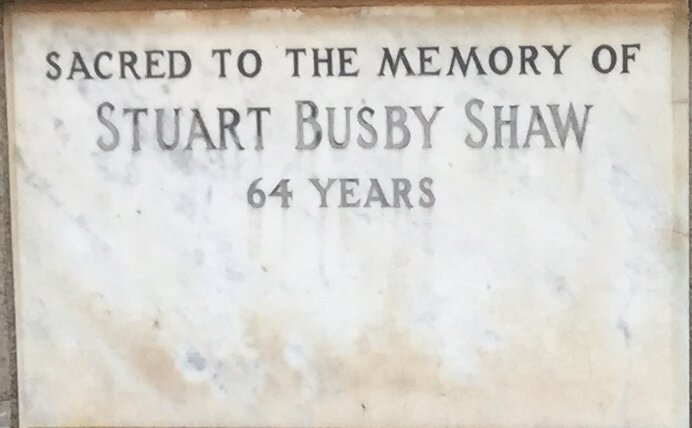 SACRED TO THE MEMORY OF
STUART BUSBY SHAW
64 YEARS